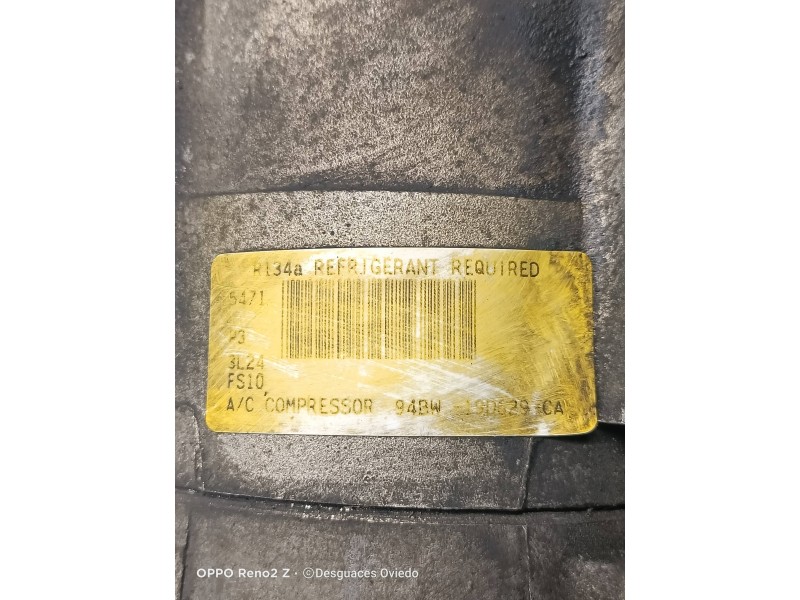 R134a REFRIGERANT REQUIRED
5471
3L24
FS10
A/C COMPRESSOR 94BW -19D629-CA
OPPO Reno2 Z • ©Desguaces Oviedo